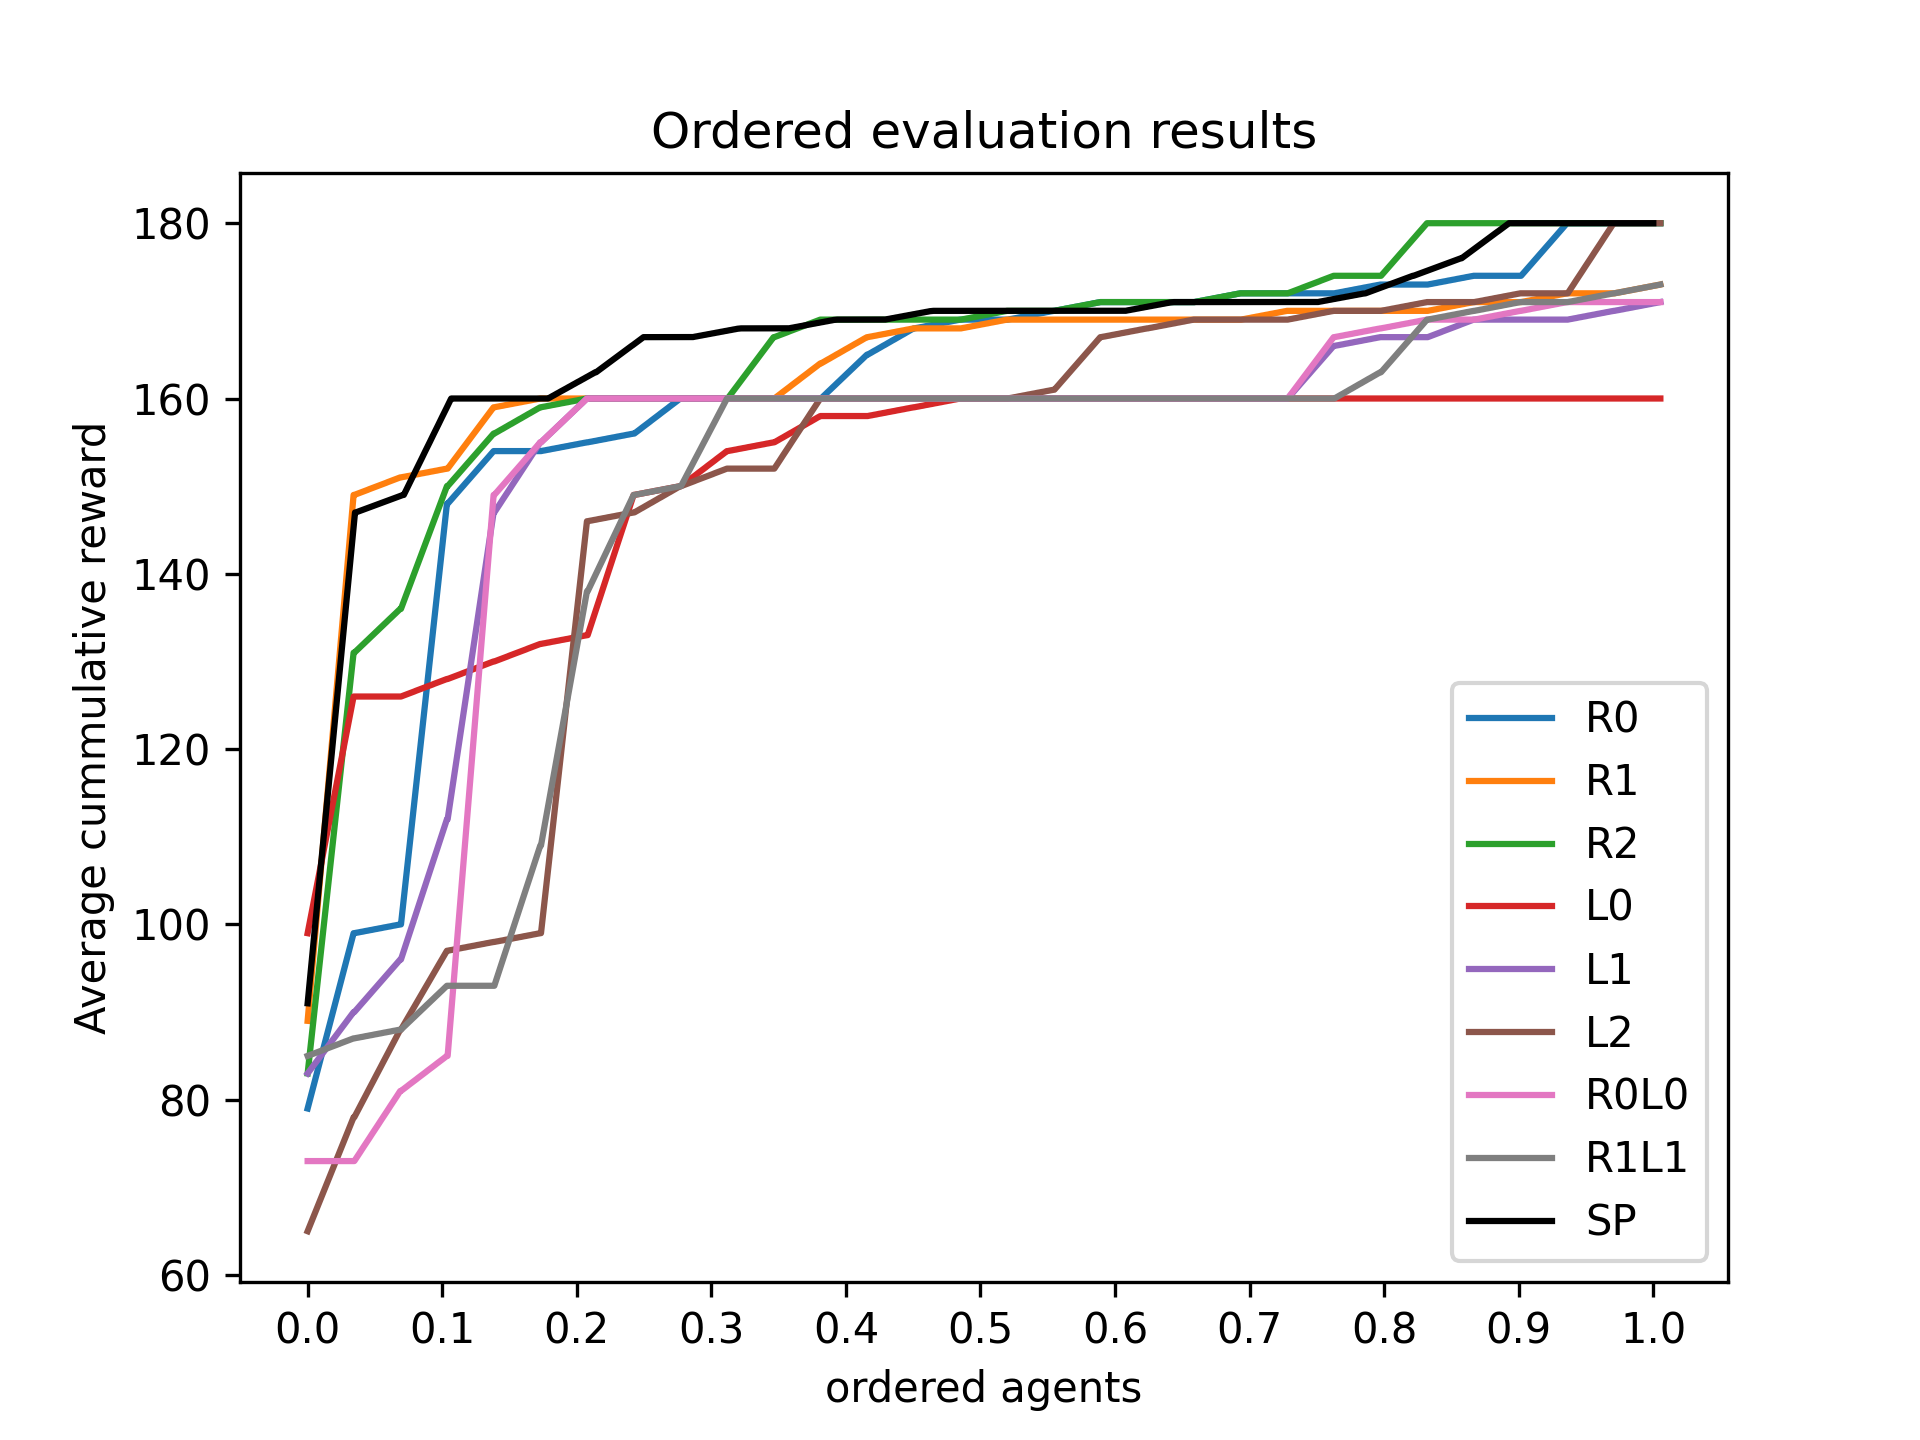 Ordered evaluation results
Average cummulative reward
180
160
140
120
100
80
60
R0
R1
R2
L0
L1
L2
R0L0
R1L1
SP
0.0 0.1 0.2 0.3 0.4 0.5 0.6 0.7 0.8 0.9 1.0
ordered agents